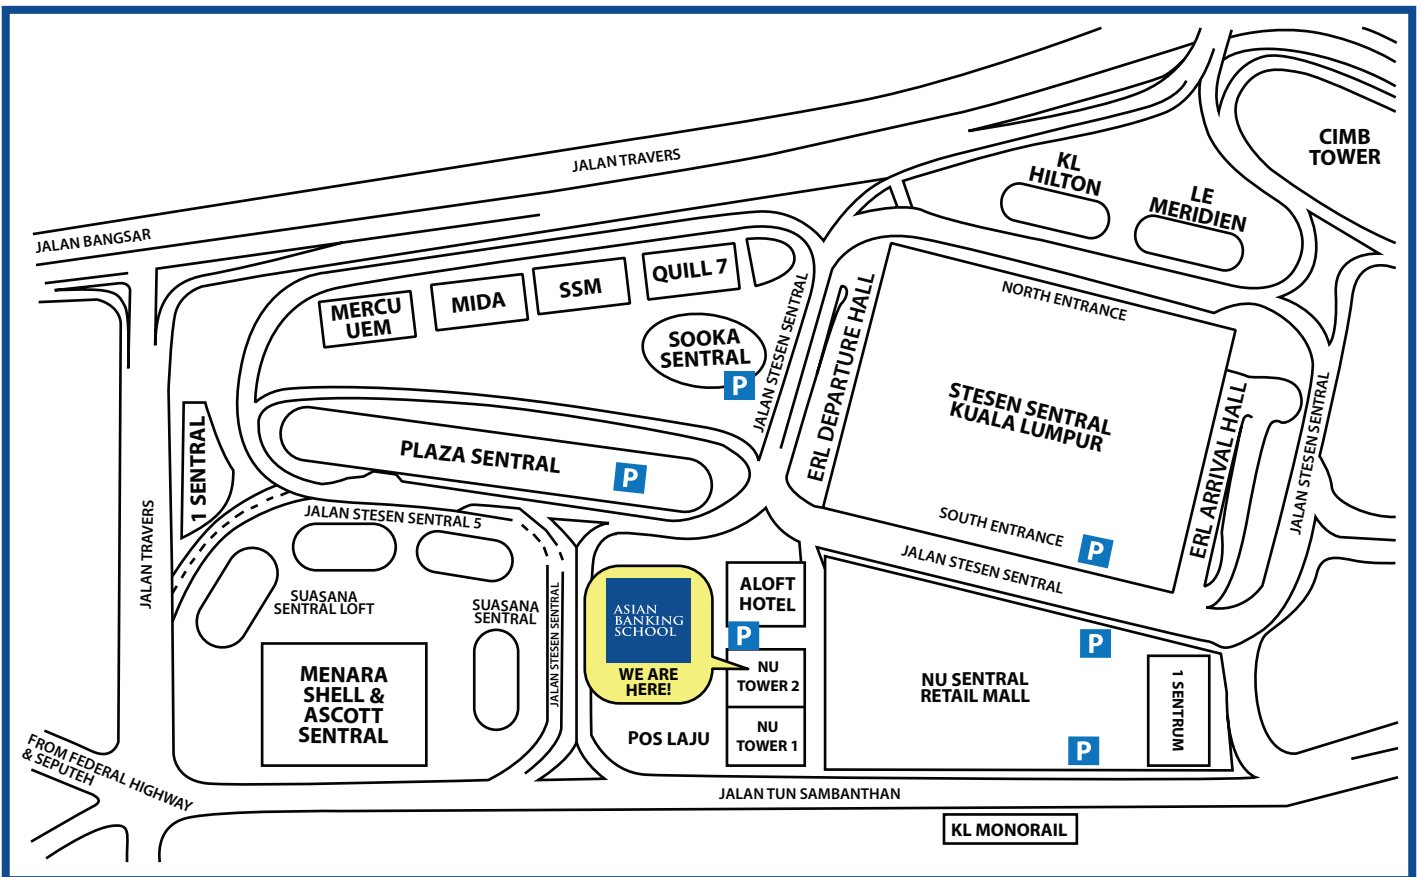 CIMB
TOWER
JALAN TRAVERS
KL
HILTON
LE
MERIDIEN
JALAN BANGSAR
QUILL 7
SSM
MIDA
MERCU
UEM
SOOKA
SENTRAL
P
JALAN STESEN SENTRAL
ERL DEPARTURE HALL
NORTH ENTRANCE
STESEN SENTRAL
KUALA LUMPUR
ERL ARRIVAL HALL
JALAN STESEN SENTRAL
PLAZA SENTRAL
P
1 SENTRAL
JALAN TRAVERS
JALAN STESEN SENTRAL 5
SOUTH ENTRANCE
P
JALAN STESEN SENTRAL
SUASANA
SENTRAL LOFT
SUASANA
SENTRAL
JALAN STESEN SENTRAL
ASIAN
BANKING
SCHOOL
WE ARE
HERE!
ALOFT
HOTEL
P
NU
TOWER 2
NU
TOWER 1
POS LAJU
P
NU SENTRAL
RETAIL MALL
P
1 SENTRUM
MENARA
SHELL &
ASCOTT
SENTRAL
FROM FEDERAL HIGHWAY
& SEPUTEH
JALAN TUN SAMBANTHAN
KL MONORAIL